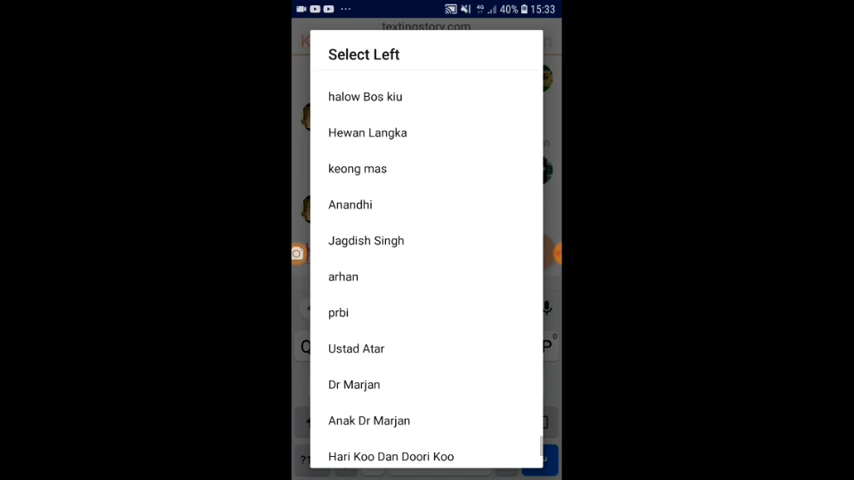 40% 15:33
textingstory.com
Select Left
halow Bos kiu
Hewan Langka
keong mas
Anandhi
Jagdish Singh
arhan
prbi
Ustad Atar
Dr Marjan
Anak Dr Marjan
Hari Koo Dan Doori Koo